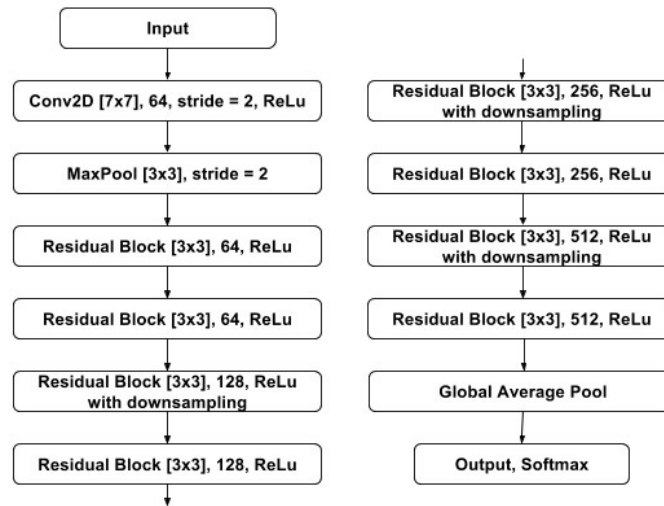 Input
Conv2D [7x7], 64, stride = 2, ReLu
MaxPool [3x3], stride = 2
Residual Block [3x3], 64, ReLu
Residual Block [3x3], 64, ReLu
Residual Block [3x3], 128, ReLu
with downsampling
Residual Block [3x3], 128, ReLu
Residual Block [3x3], 256, ReLu
with downsampling
Residual Block [3x3], 256, ReLu
Residual Block [3x3], 512, ReLu
with downsampling
Residual Block [3x3], 512, ReLu
Global Average Pool
Output, Softmax